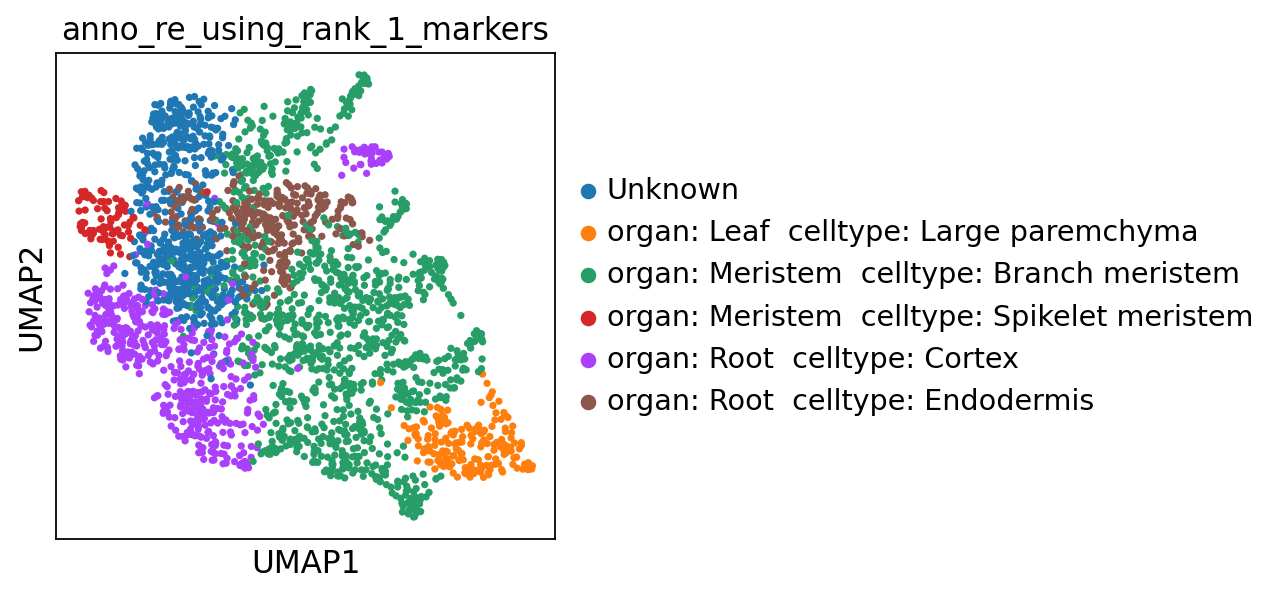 anno_re_using_rank_1_markers
UMAP2
UMAP1
Unknown
organ: Leaf  celltype: Large paremchyma
organ: Meristem  celltype: Branch meristem
organ: Meristem  celltype: Spikelet meristem
organ: Root  celltype: Cortex
organ: Root  celltype: Endodermis